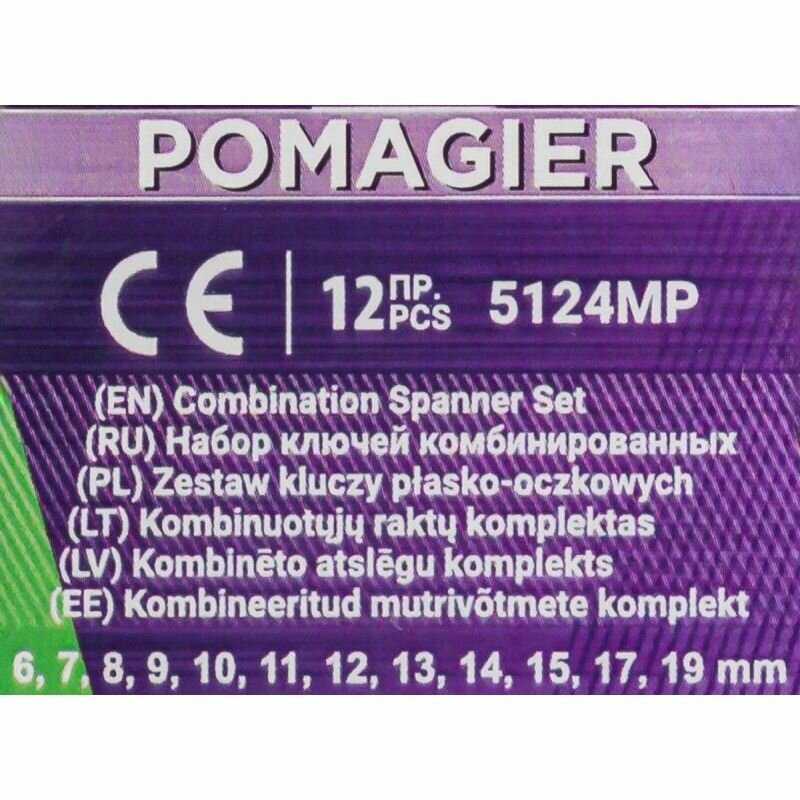 POMAGIER
CE 12 ПР. PCS 5124MP
(EN) Combination Spanner Set
(RU) Набор ключей комбинированных
(PL) Zestaw kluczy płasko-oczkowych
(LT) Kombinuotųjų raktų komplektas
(LV) Kombinēto atslēgu komplekts
(EE) Kombineeritud mutrivõtmete komplekt
6, 7, 8, 9, 10, 11, 12, 13, 14, 15, 17, 19 mm